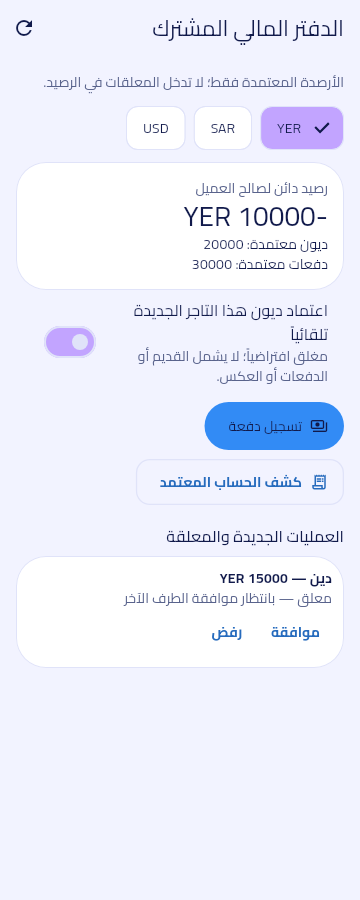 الدفتر المالي المشترك
الأرصدة المعتمدة فقط؛ لا تدخل المعلقات في الرصيد.
YER
SAR
USD
رصيد دائن لصالح العميل
YER 10000-
ديون معتمدة: 20000
دفعات معتمدة: 30000
اعتماد ديون هذا التاجر الجديدة
تلقائياً
مغلق افتراضياً؛ لا يشمل القديم أو
الدفعات أو العكس.
تسجيل دفعة
كشف الحساب المعتمد
العمليات الجديدة والمعلقة
دين — 15000 YER
معلق — بانتظار موافقة الطرف الآخر
موافقة
رفض